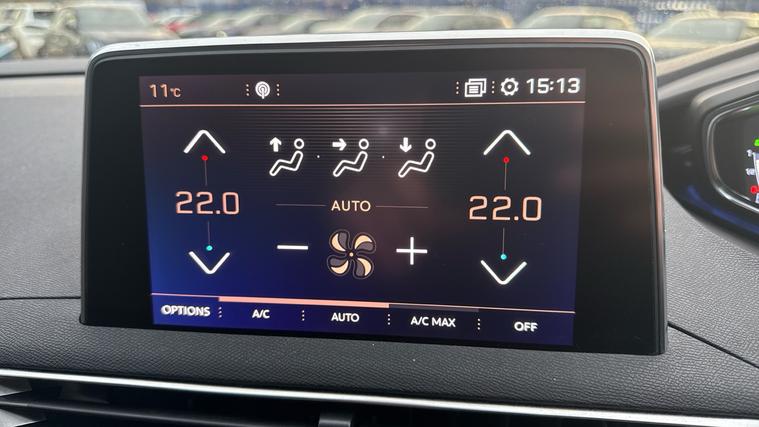 11°C 15:13
22.0 AUTO 22.0
OPTIONS A/C AUTO A/C MAX OFF